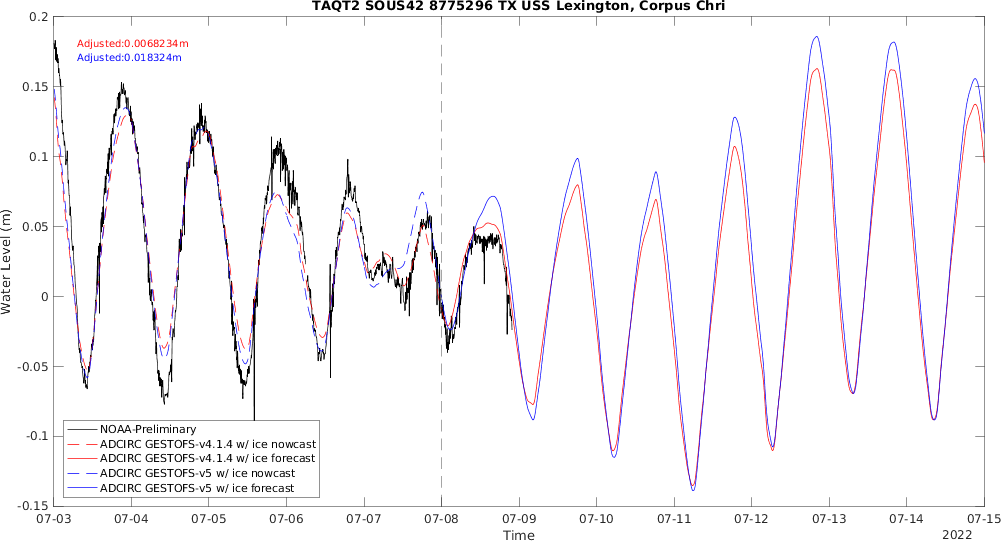 TAQT2 SOUS42 8775296 TX USS Lexington, Corpus Chri
Adjusted:0.0068234m
Adjusted:0.018324m
Water Level (m)
0.2
0.15
0.1
0.05
0
-0.05
-0.1
-0.15
NOAA-Preliminary
ADCIRC GESTOFS-v4.1.4 w/ ice nowcast
ADCIRC GESTOFS-v4.1.4 w/ ice forecast
ADCIRC GESTOFS-v5 w/ ice nowcast
ADCIRC GESTOFS-v5 w/ ice forecast
07-03 07-04 07-05 07-06 07-07 07-08 07-09 07-10 07-11 07-12 07-13 07-14 07-15
Time
2022